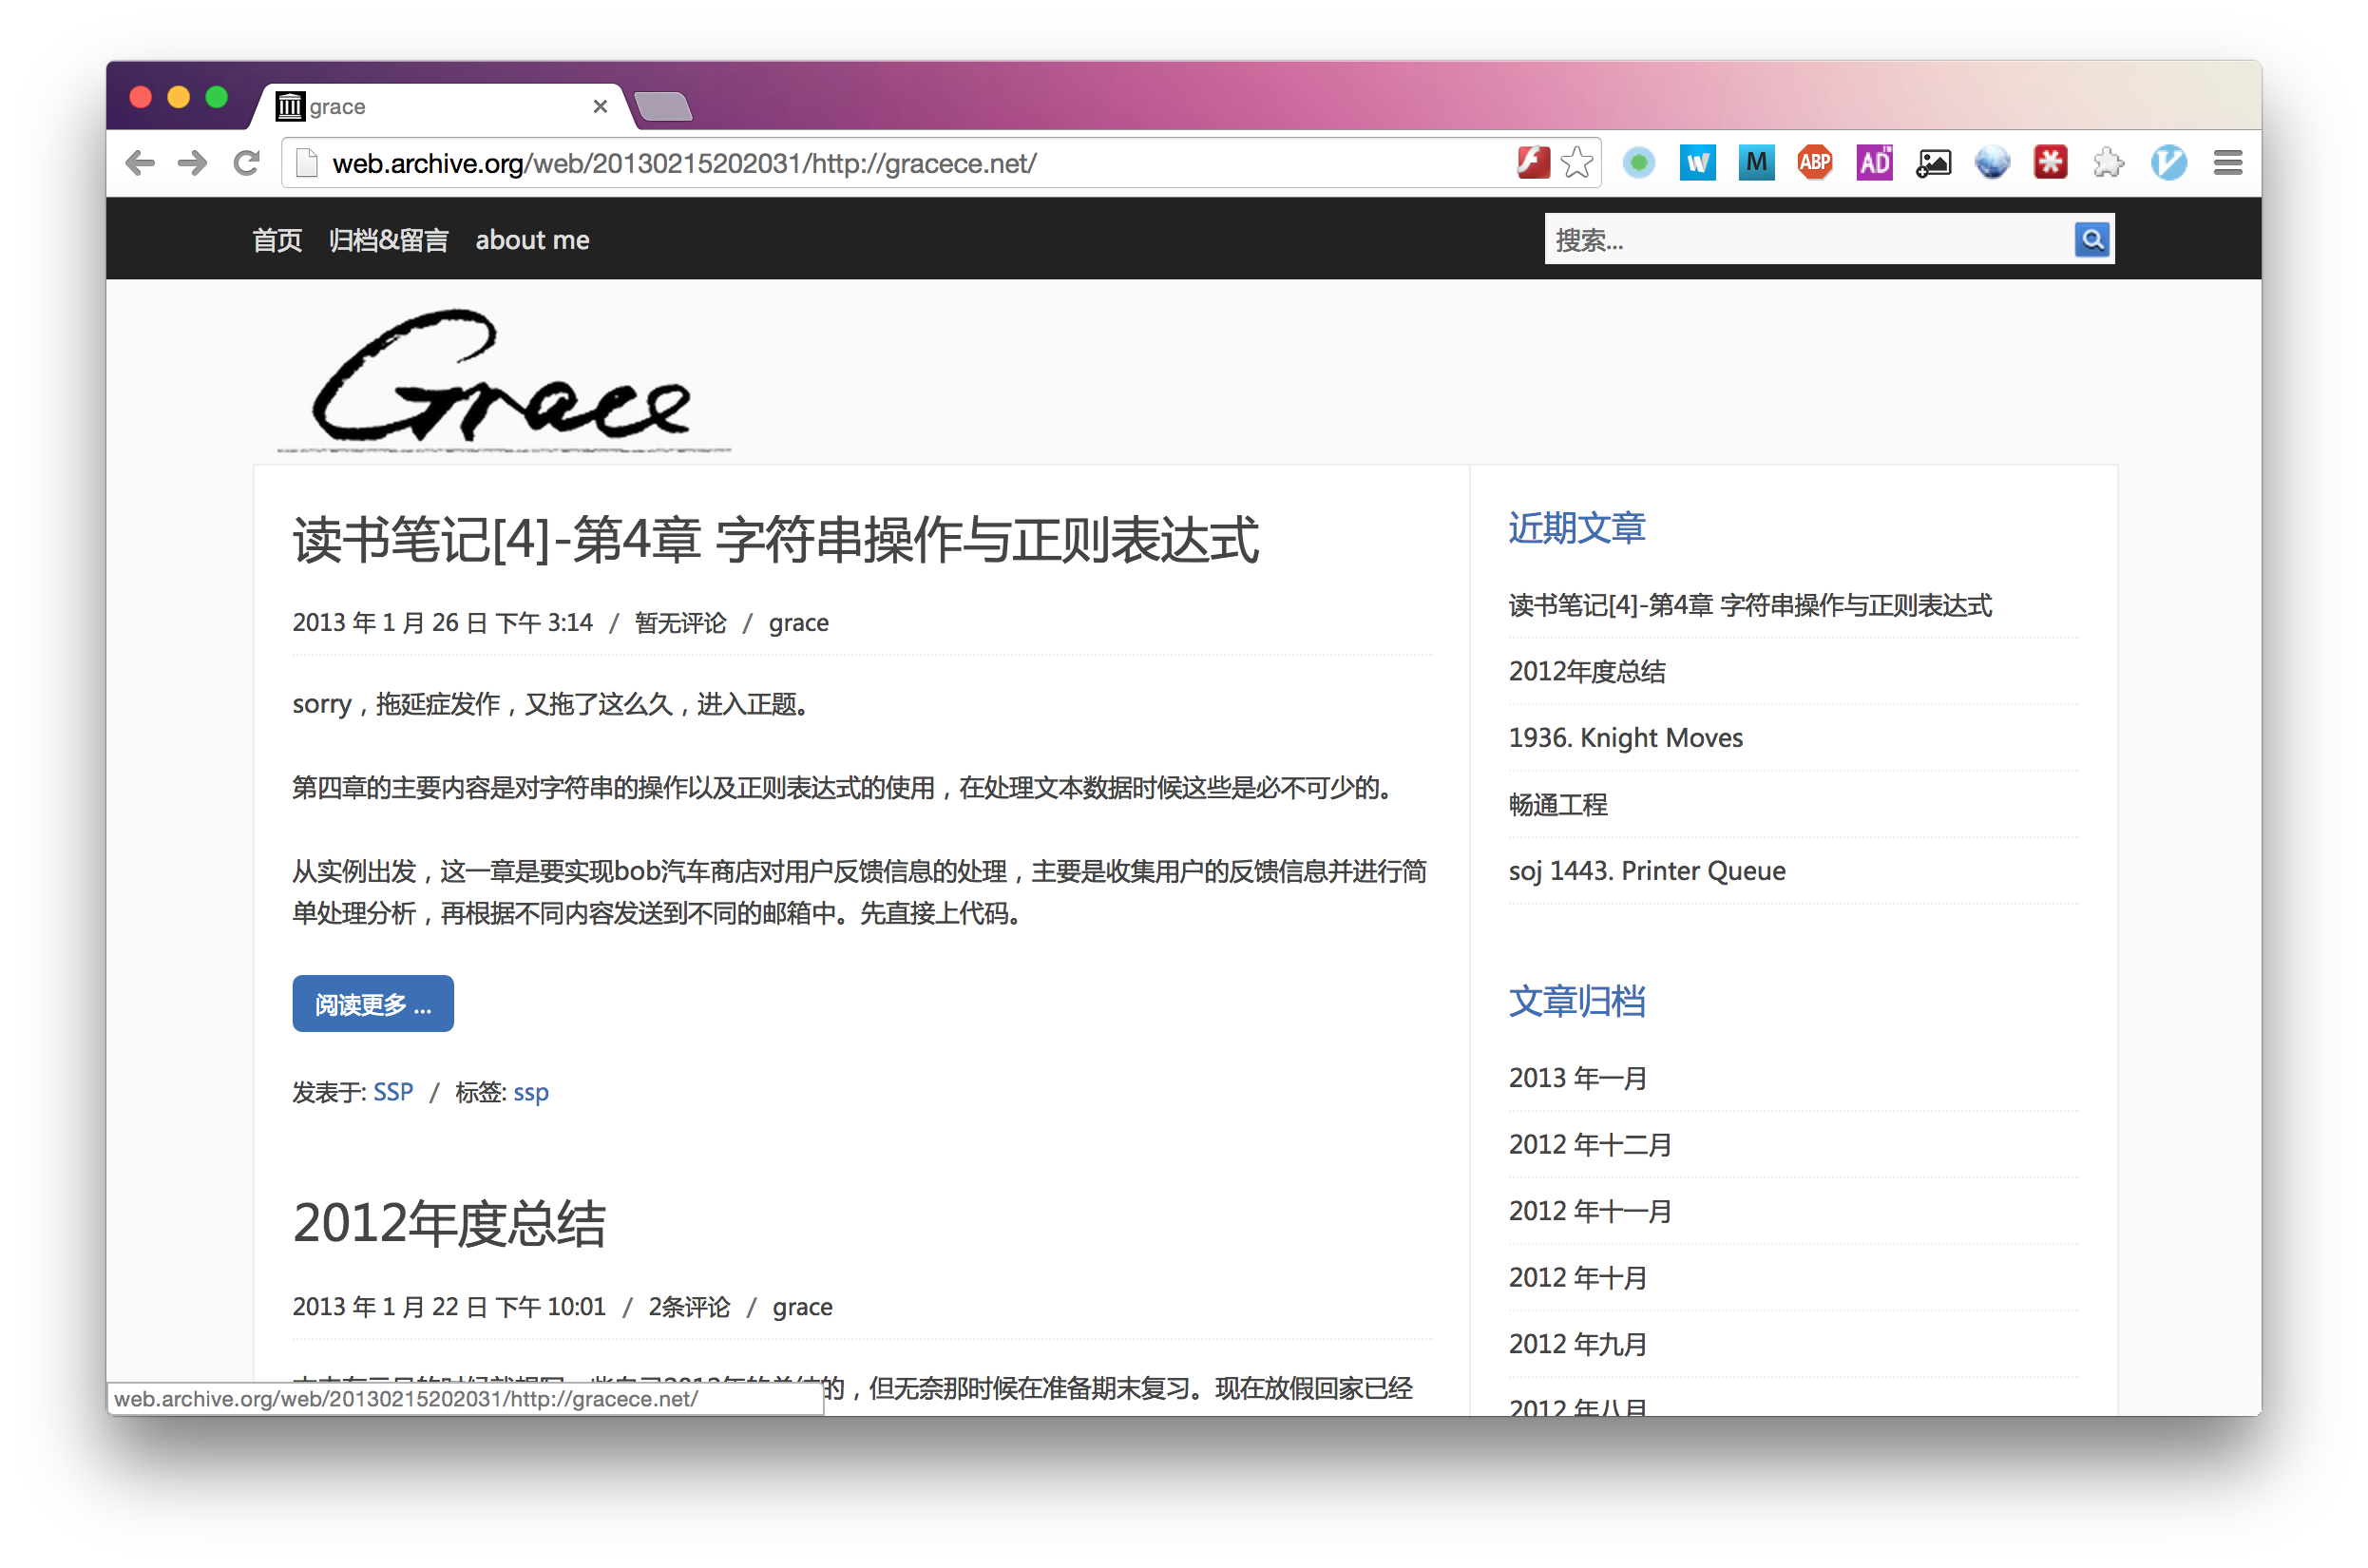 grace
web.archive.org/web/20130215202031/http://gracece.net/
W M ABP AD
首页 归档&留言 about me
搜索...
Grace
读书笔记[4]-第4章 字符串操作与正则表达式
2013 年 1 月 26 日 下午 3:14 / 暂无评论 / grace
sorry，拖延症发作，又拖了这么久，进入正题。
第四章的主要内容是对字符串的操作以及正则表达式的使用，在处理文本数据时候这些是必不可少的。
从实例出发，这一章是要实现bob汽车商店对用户反馈信息的处理，主要是收集用户的反馈信息并进行简
单处理分析，再根据不同内容发送到不同的邮箱中。先直接上代码。
阅读更多 ...
发表于: SSP / 标签: ssp
2012年度总结
2013 年 1 月 22 日 下午 10:01 / 2条评论 / grace
的，但无奈那时候在准备期末复习。现在放假回家已经
web.archive.org/web/20130215202031/http://gracece.net/
近期文章
读书笔记[4]-第4章 字符串操作与正则表达式
2012年度总结
1936. Knight Moves
畅通工程
soj 1443. Printer Queue
文章归档
2013 年一月
2012 年十二月
2012 年十一月
2012 年十月
2012 年九月
2012 年八月